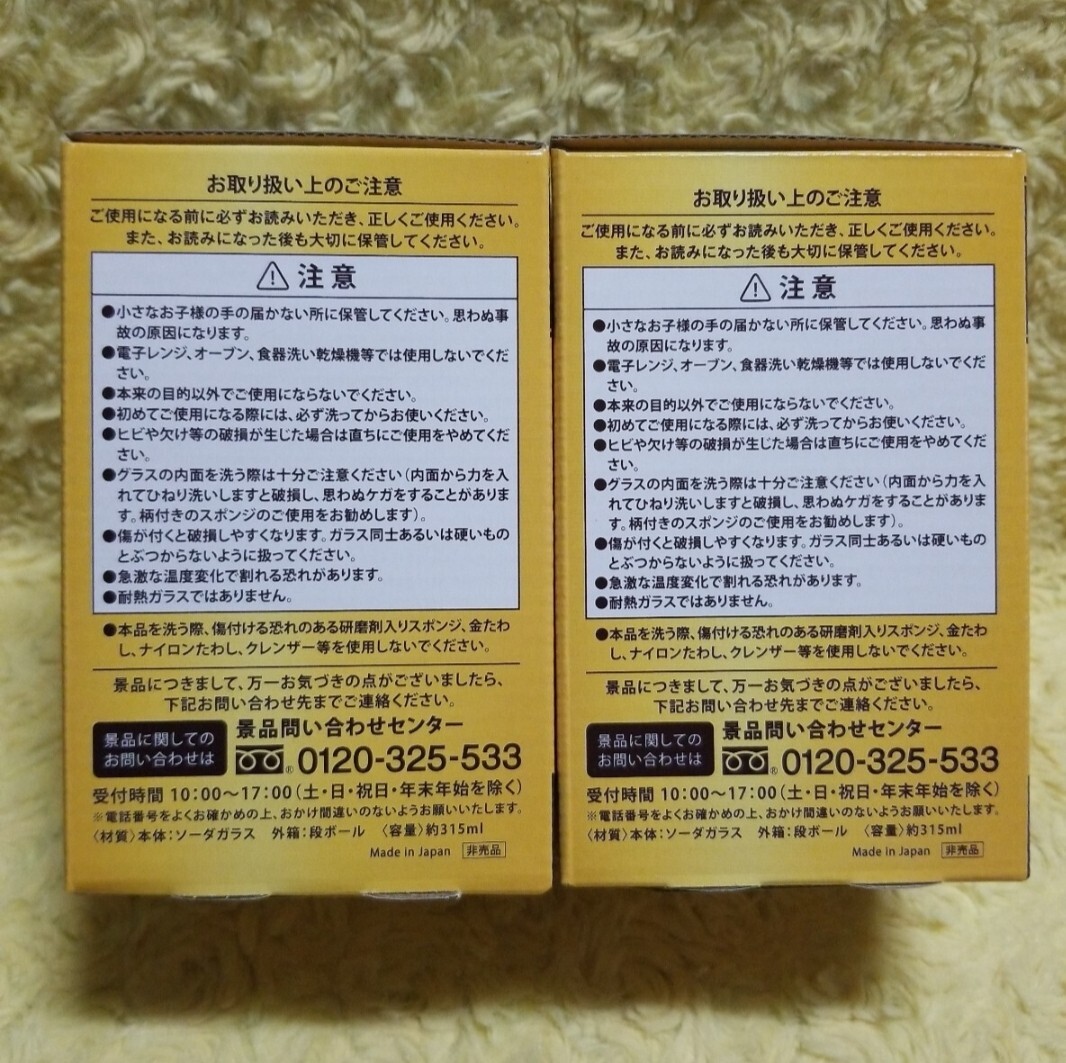 お取り扱い上のご注意
ご使用になる前に必ずお読みいただき、正しくご使用ください。
また、お読みになった後も大切に保管してください。
注意
●小さなお子様の手の届かない所に保管してください。思わぬ事
故の原因になります。
●電子レンジ、オーブン、食器洗い乾燥機等では使用しないでくだ
さい。
●本来の目的以外でご使用にならないでください。
●初めてご使用になる際には、必ず洗ってからお使いください。
●ヒビや欠け等の破損が生じた場合は直ちにご使用をやめてくだ
さい。
●グラスの内面を洗う際は十分ご注意ください（内面から力を入
れてひねり洗いしますと破損し、思わぬケガをすることがありま
す。柄付きのスポンジのご使用をお勧めします）。
●傷が付くと破損しやすくなります。ガラス同士あるいは硬いもの
とぶつからないように扱ってください。
●急激な温度変化で割れる恐れがあります。
●耐熱ガラスではありません。
●本品を洗う際、傷付ける恐れのある研磨剤入りスポンジ、金たわ
し、ナイロンたわし、クレンザー等を使用しないでください。
景品につきまして、万一お気づきの点がございましたら、
下記お問い合わせ先までご連絡ください。
景品に関しての
お問い合わせは
景品問い合わせセンター
® 0120-325-533
受付時間 10:00～17:00（土・日・祝日・年末年始を除く）
※電話番号をよくお確かめの上、おかけ間違いのないようお願いいたします。
〈材質〉本体：ソーダガラス 外箱：段ボール 〈容量〉約315ml
Made in Japan 非売品
お取り扱い上のご注意
ご使用になる前に必ずお読みいただき、正しくご使用ください。
また、お読みになった後も大切に保管してください。
注意
●小さなお子様の手の届かない所に保管してください。思わぬ事
故の原因になります。
●電子レンジ、オーブン、食器洗い乾燥機等では使用しないでくだ
さい。
●本来の目的以外でご使用にならないでください。
●初めてご使用になる際には、必ず洗ってからお使いください。
●ヒビや欠け等の破損が生じた場合は直ちにご使用をやめてくだ
さい。
●グラスの内面を洗う際は十分ご注意ください（内面から力を入
れてひねり洗いしますと破損し、思わぬケガをすることがありま
す。柄付きのスポンジのご使用をお勧めします）。
●傷が付くと破損しやすくなります。ガラス同士あるいは硬いもの
とぶつからないように扱ってください。
●急激な温度変化で割れる恐れがあります。
●耐熱ガラスではありません。
●本品を洗う際、傷付ける恐れのある研磨剤入りスポンジ、金たわ
し、ナイロンたわし、クレンザー等を使用しないでください。
景品につきまして、万一お気づきの点がございましたら、
下記お問い合わせ先までご連絡ください。
景品に関しての
お問い合わせは
景品問い合わせセンター
® 0120-325-533
受付時間 10:00～17:00（土・日・祝日・年末年始を除く）
※電話番号をよくお確かめの上、おかけ間違いのないようお願いいたします。
〈材質〉本体：ソーダガラス 外箱：段ボール 〈容量〉約315ml
Made in Japan 非売品